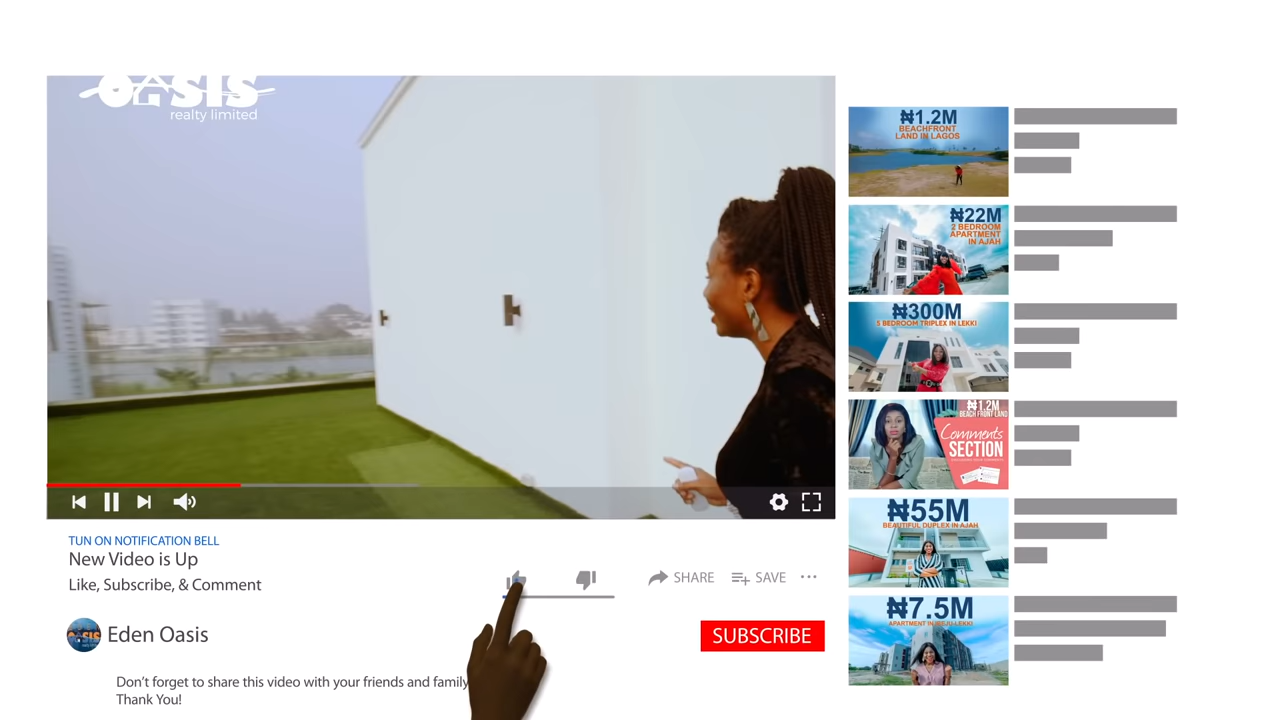 OASIS
realty limited
TUN ON NOTIFICATION BELL
New Video is Up
Like, Subscribe, & Comment
SHARE
SAVE
Eden Oasis
SUBSCRIBE
Don't forget to share this video with your friends and family
Thank You!
₦1.2M
BEACHFRONT
LAND IN LAGOS
₦22M
2 BEDROOM
APARTMENT
IN AJAH
₦300M
5 BEDROOM TRIPLEX IN LEKKI
₦1.2M
BEACH FRONT LAND
Comments
SECTION
₦55M
BEAUTIFUL DUPLEX IN AJAH
₦7.5M
APARTMENT IN LEKKI